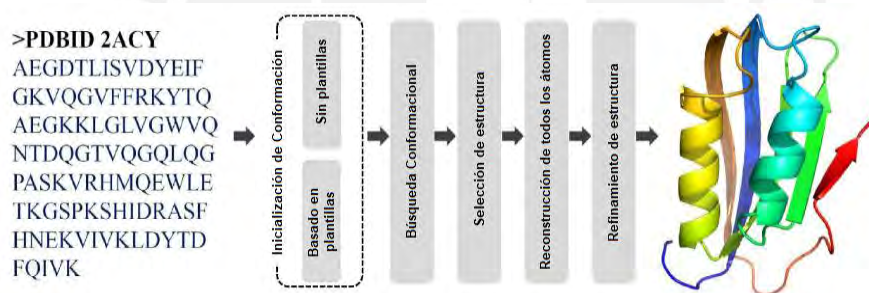 >PDBID 2ACY
AEGDTLISVDYEIF
GKVQGVFFRKYTQ
AEGKKLGLVGWVQ
NTDQGTVQGQLQG
PASKVRHMQEWLE
TKGSPKSHIDRASF
HNEKVIVKLDYTD
FQIVK
Inicialización de Conformación
Sin plantillas
Basado en
plantillas
Búsqueda Conformacional
Selección de estructura
Reconstrucción de todos los átomos
Refinamiento de estructura